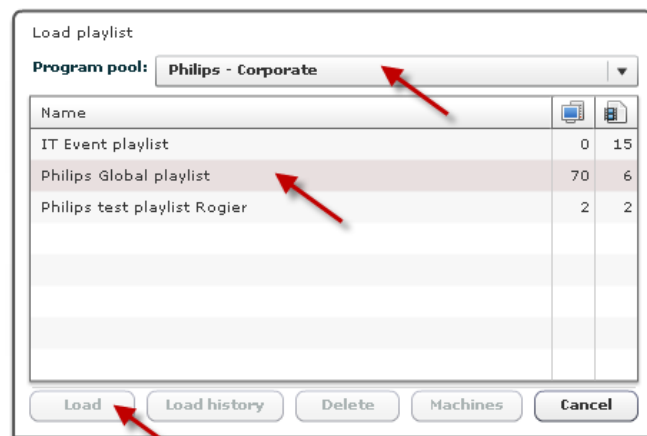 Load playlist
Program pool: Philips - Corporate
Name
IT Event playlist 0 15
Philips Global playlist 70 6
Philips test playlist Rogier 2 2
Load Load history Delete Machines Cancel